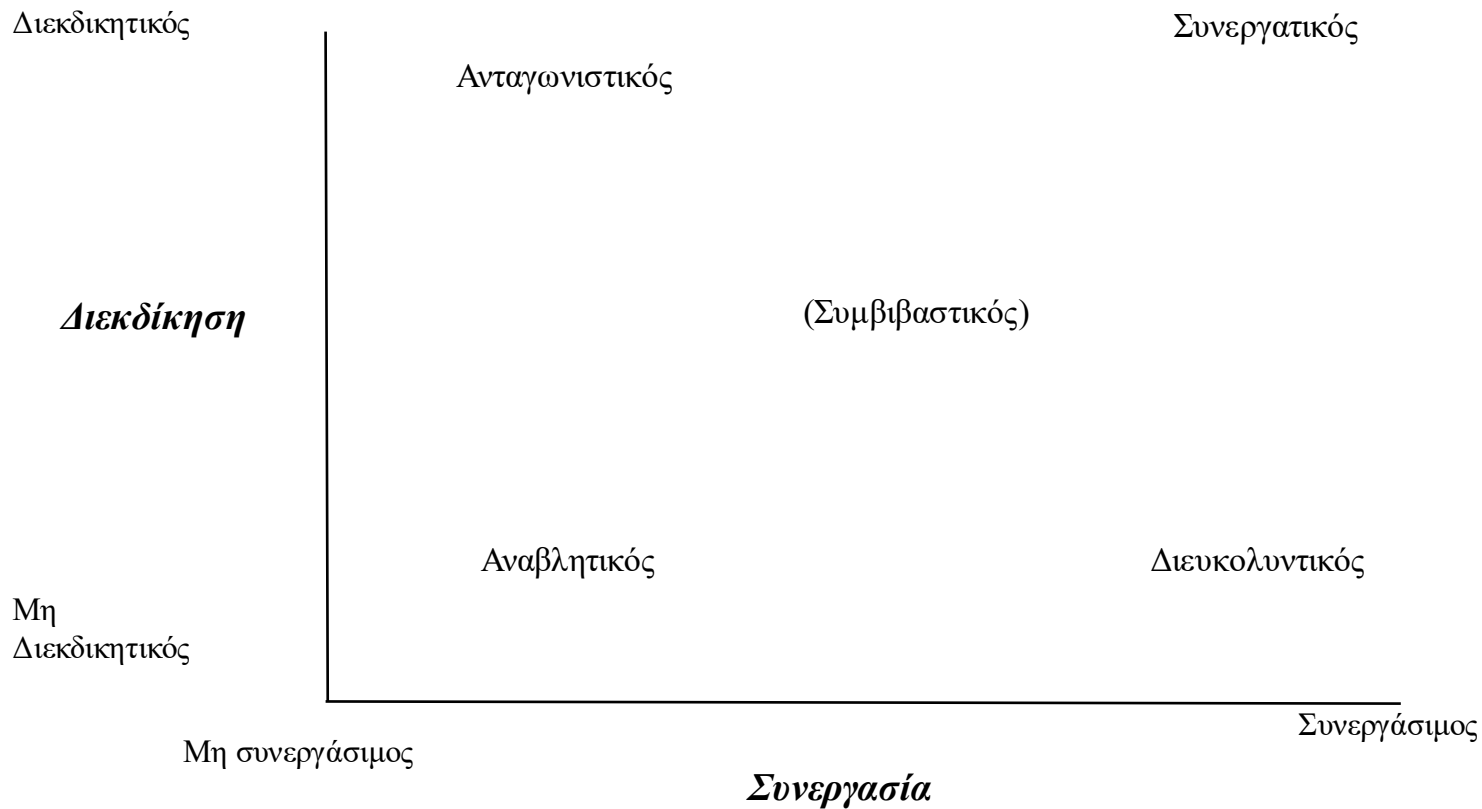 Διεκδικητικός
Συνεργατικός
Ανταγωνιστικός
Διεκδίκηση
(Συμβιβαστικός)
Αναβλητικός
Διευκολυντικός
Μη
Διεκδικητικός
Συνεργάσιμος
Μη συνεργάσιμος
Συνεργασία